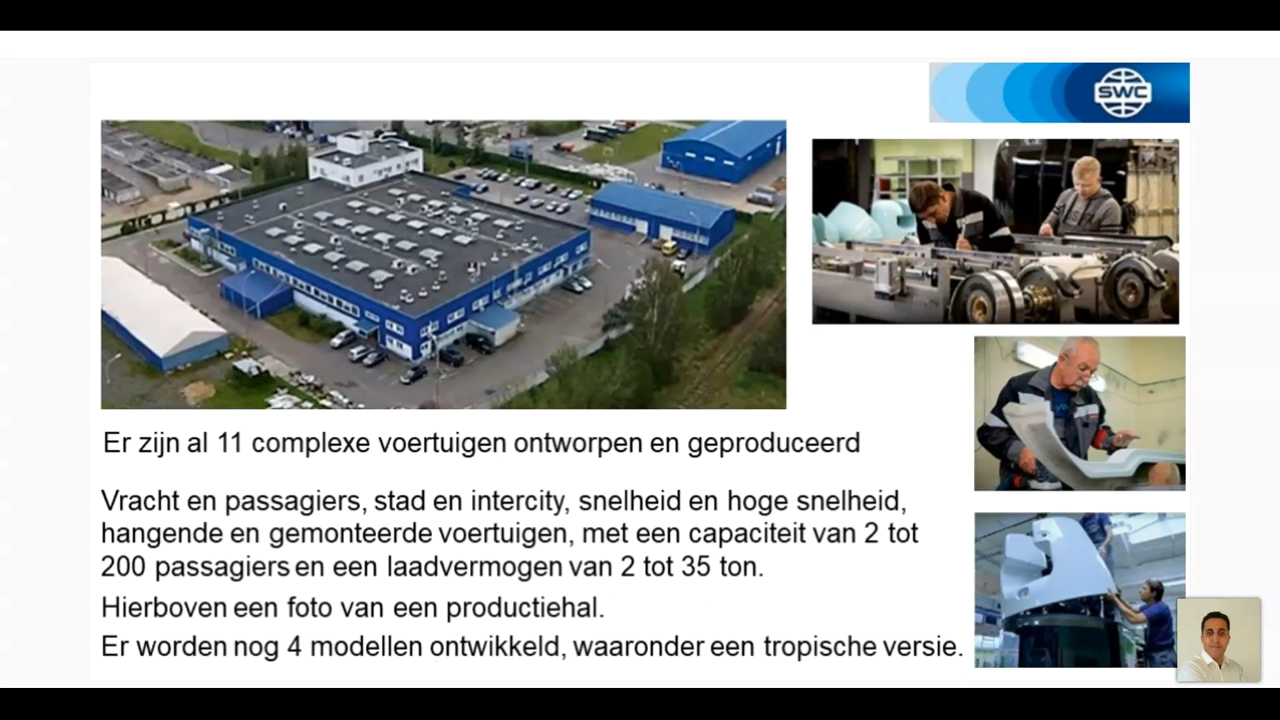 SWC
Er zijn al 11 complexe voertuigen ontworpen en geproduceerd
Vracht en passagiers, stad en intercity, snelheid en hoge snelheid,
hangende en gemonteerde voertuigen, met een capaciteit van 2 tot
200 passagiers en een laadvermogen van 2 tot 35 ton.
Hierboven een foto van een productiehal.
Er worden nog 4 modellen ontwikkeld, waaronder een tropische versie.